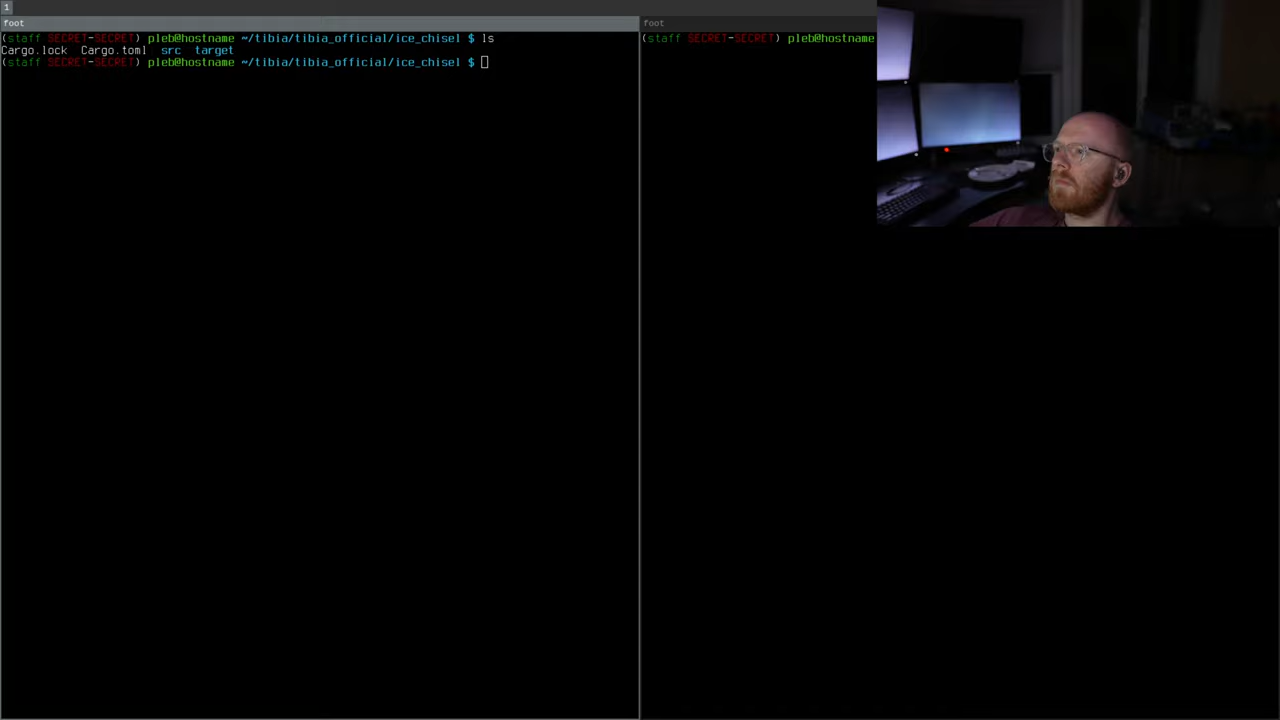 1
foot
(staff SECRET-SECRET) pleb@hostname ~/tibia/tibia_official/ice_chisel $ ls
Cargo.lock Cargo.toml src target
(staff SECRET-SECRET) pleb@hostname ~/tibia/tibia_official/ice_chisel $
foot
(staff SECRET-SECRET) pleb@hostname